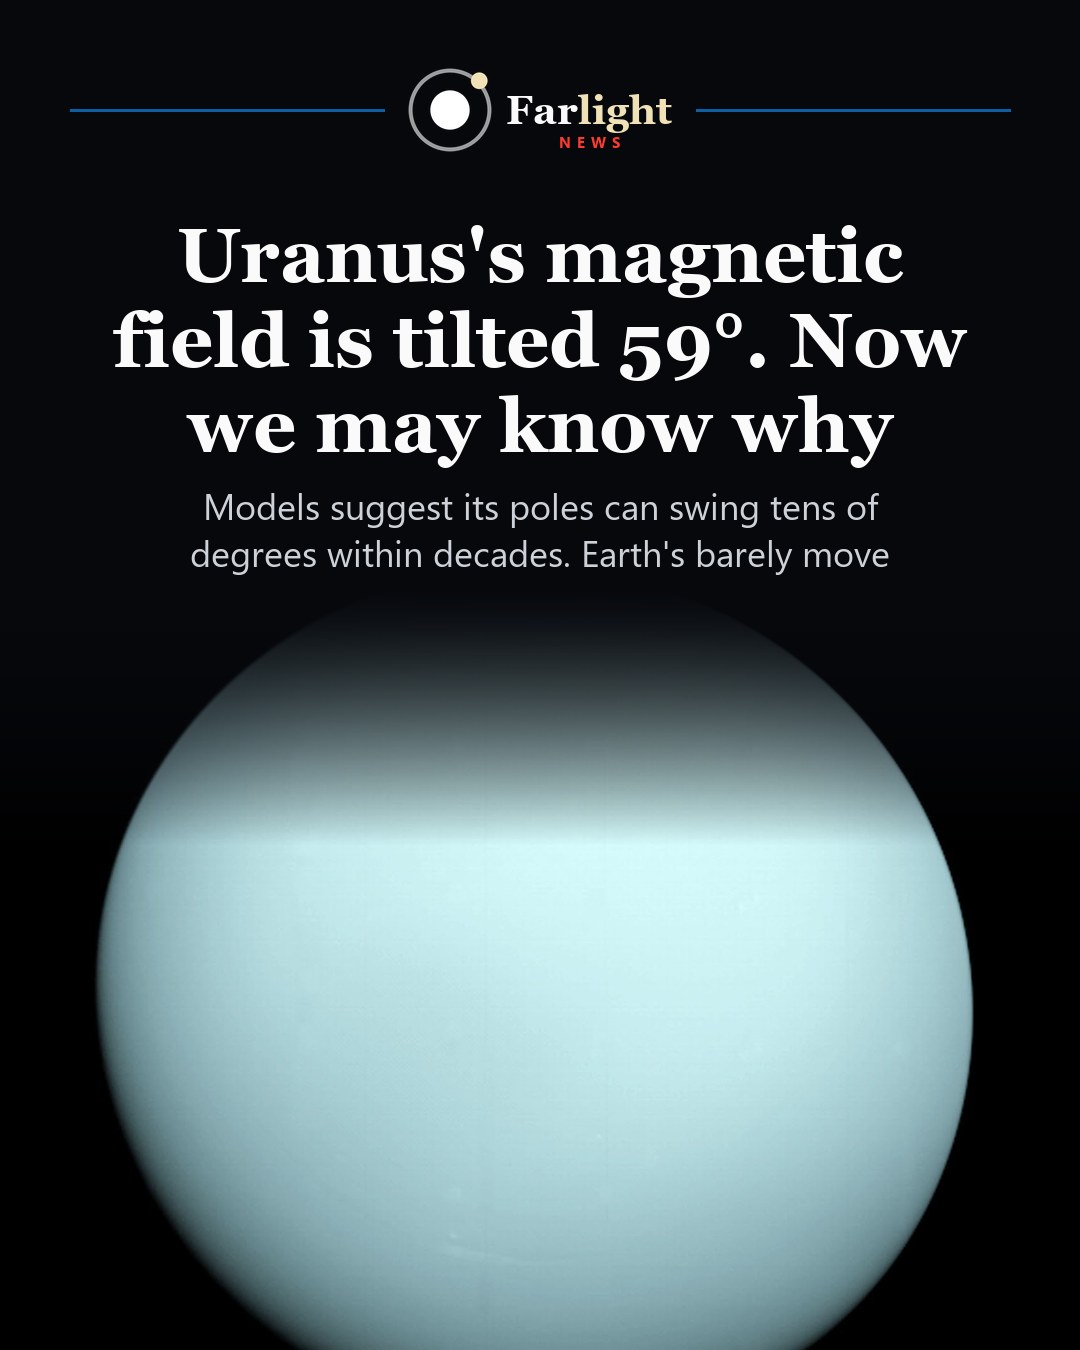 Farlight
NEWS
Uranus's magnetic
field is tilted 59°. Now
we may know why
Models suggest its poles can swing tens of
degrees within decades. Earth's barely move